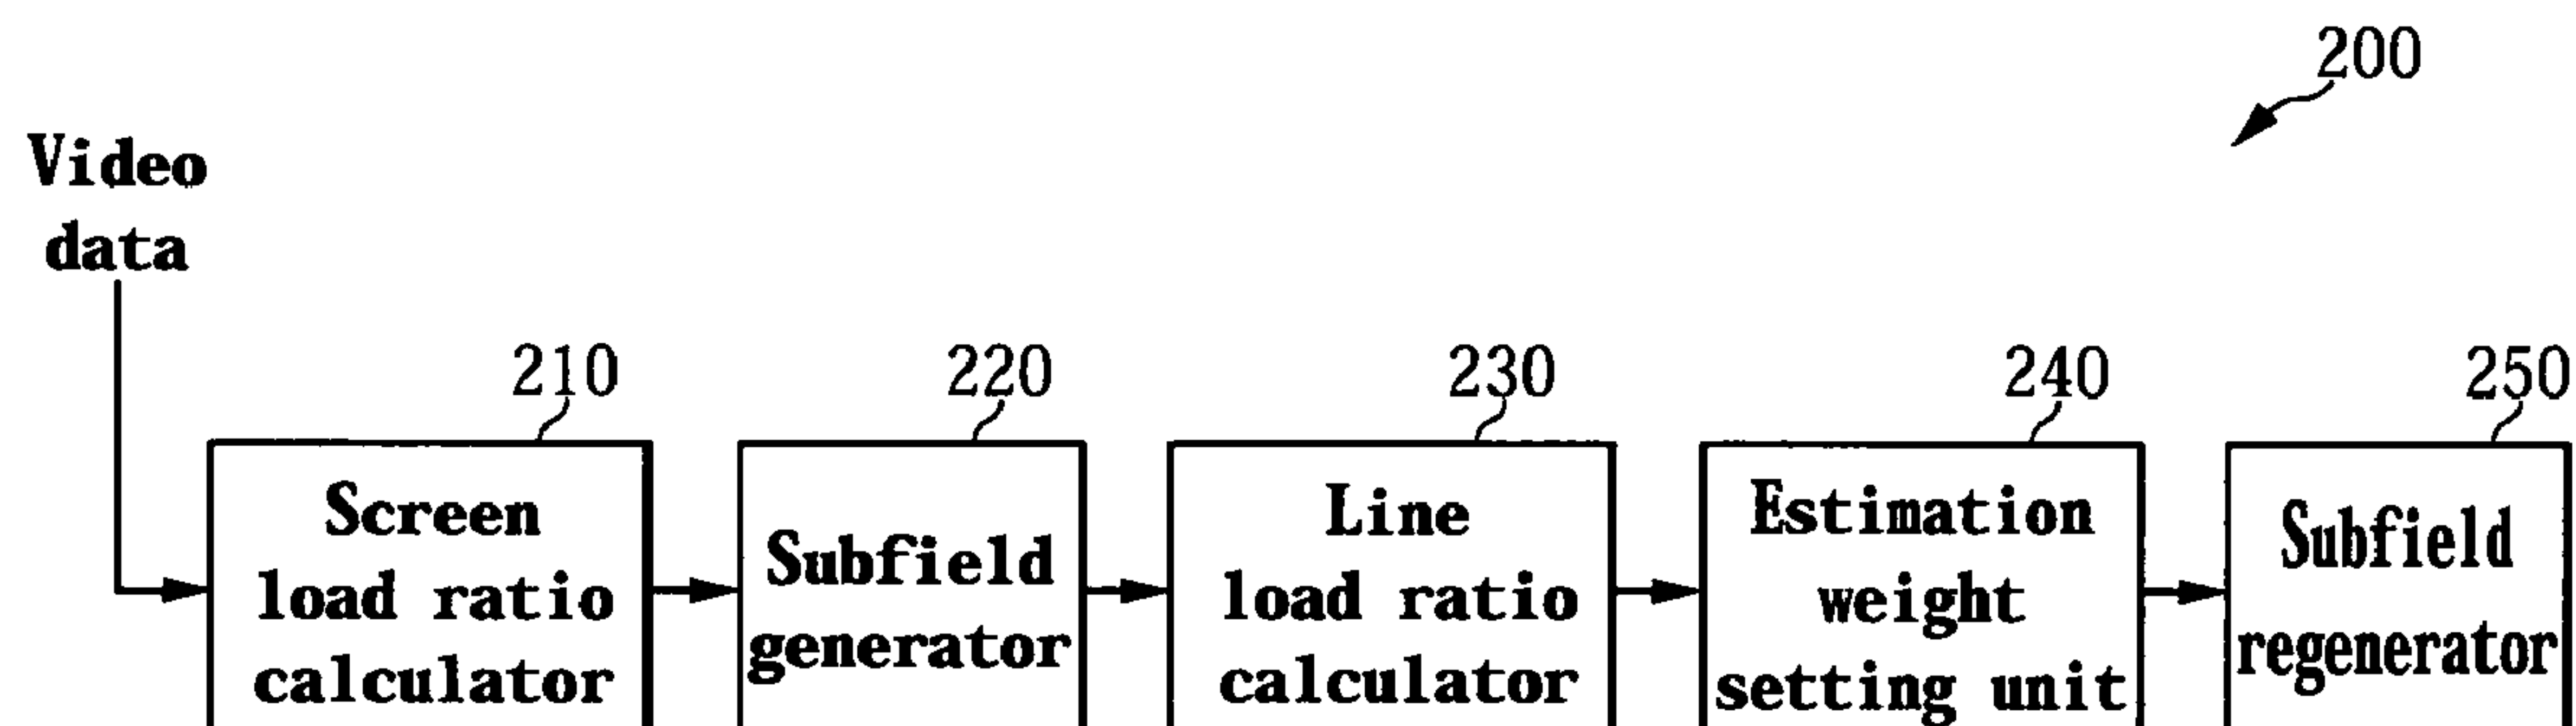 200
Video
data
210
220
230
240
250
Screen
load ratio
calculator
Subfield
generator
Line
load ratio
calculator
Estimation
weight
setting unit
Subfield
regenerator